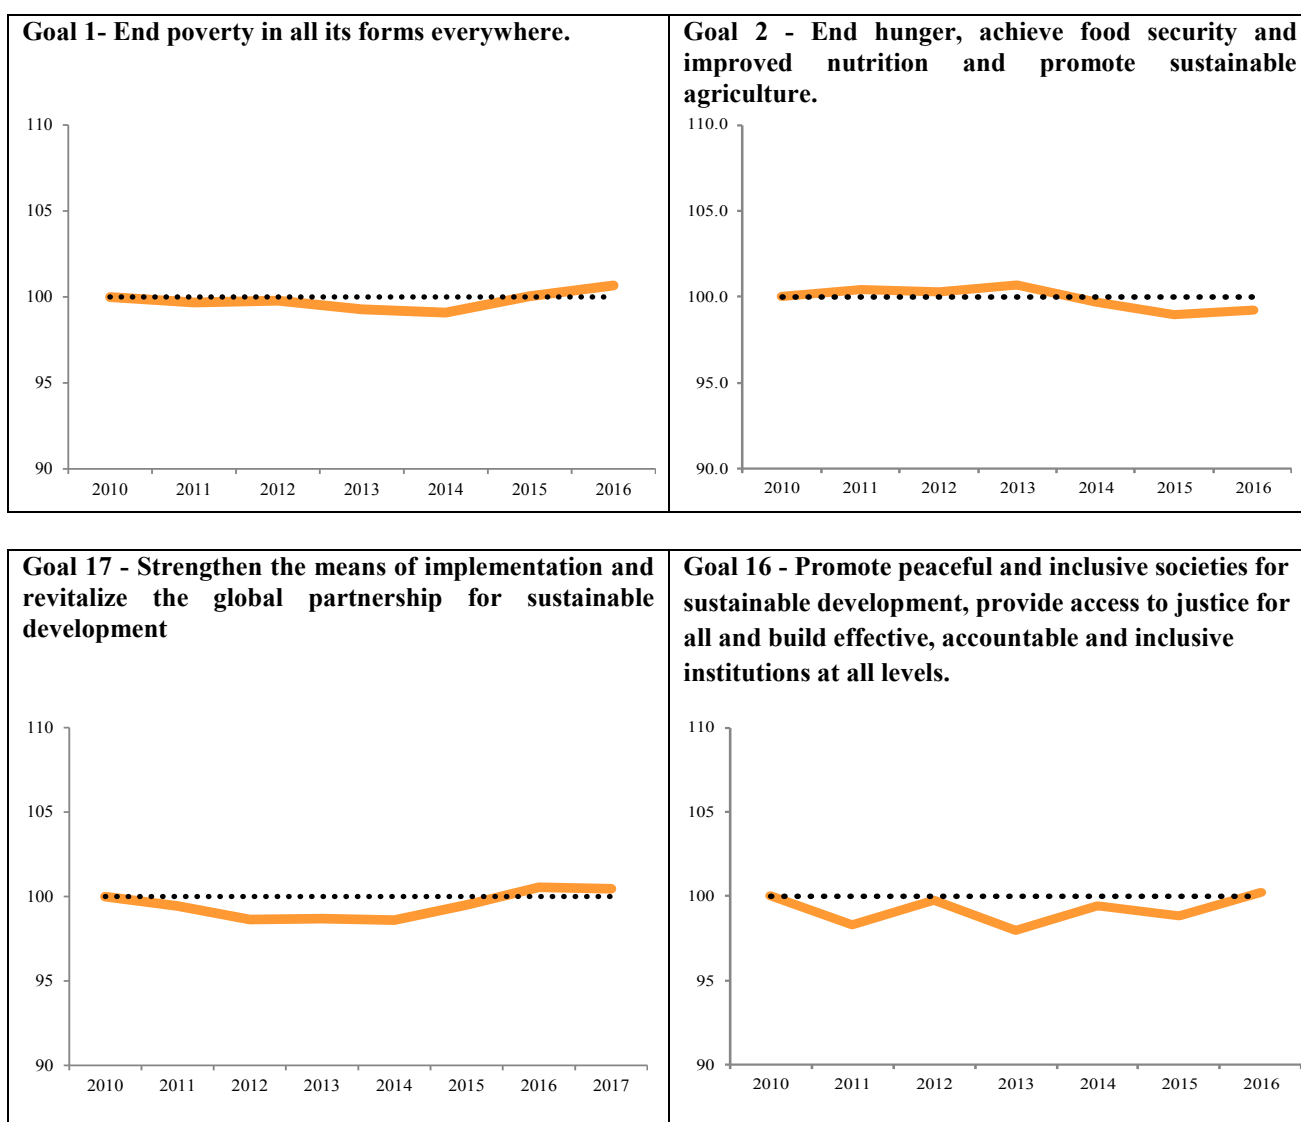 Goal 1- End poverty in all its forms everywhere.
110
105
100
95
90
2010 2011 2012 2013 2014 2015 2016
Goal 2 - End hunger, achieve food security and
improved nutrition and promote sustainable
agriculture.
110.0
105.0
100.0
95.0
90.0
2010 2011 2012 2013 2014 2015 2016
Goal 17 - Strengthen the means of implementation and
revitalize the global partnership for sustainable
development
110
105
100
95
90
2010 2011 2012 2013 2014 2015 2016 2017
Goal 16 - Promote peaceful and inclusive societies for
sustainable development, provide access to justice for
all and build effective, accountable and inclusive
institutions at all levels.
110
105
100
95
90
2010 2011 2012 2013 2014 2015 2016